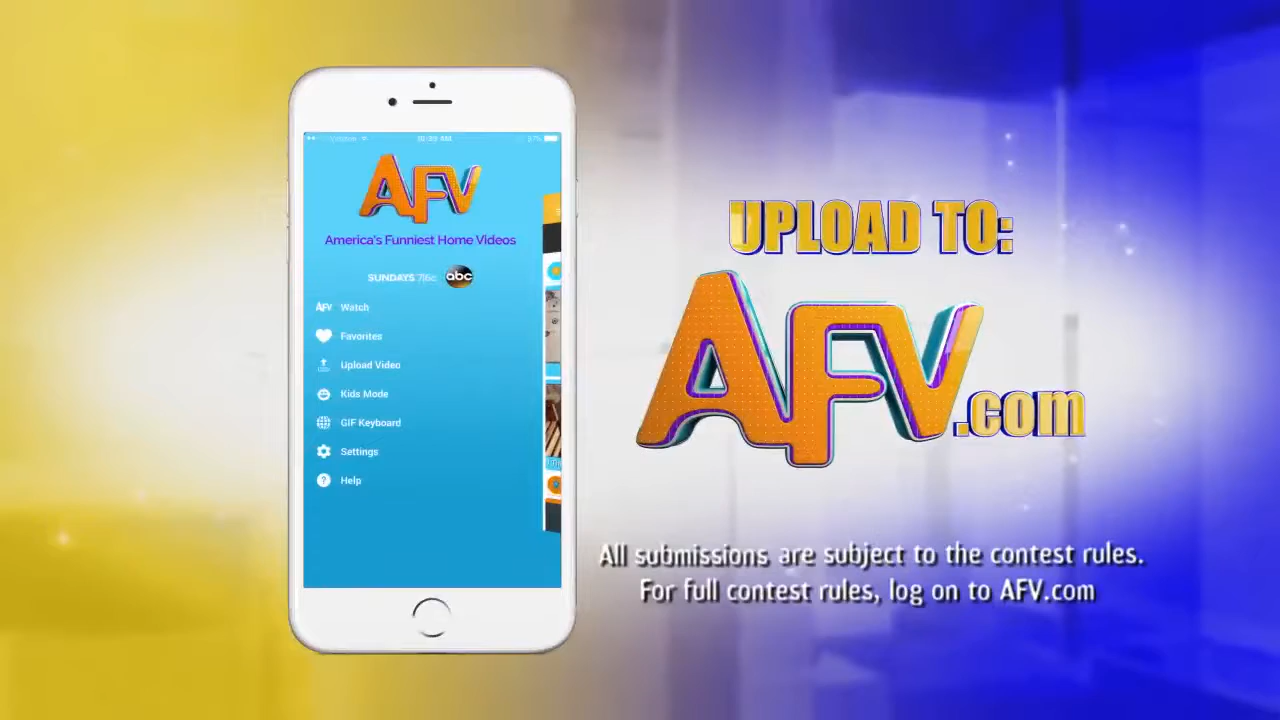 AFV
America's Funniest Home Videos
SUNDAYS 7|6c abc
AFV Watch
Favorites
Upload Video
Kids Mode
GIF Keyboard
Settings
? Help
UPLOAD TO:
AFV.com
All submissions are subject to the contest rules.
For full contest rules, log on to AFV.com